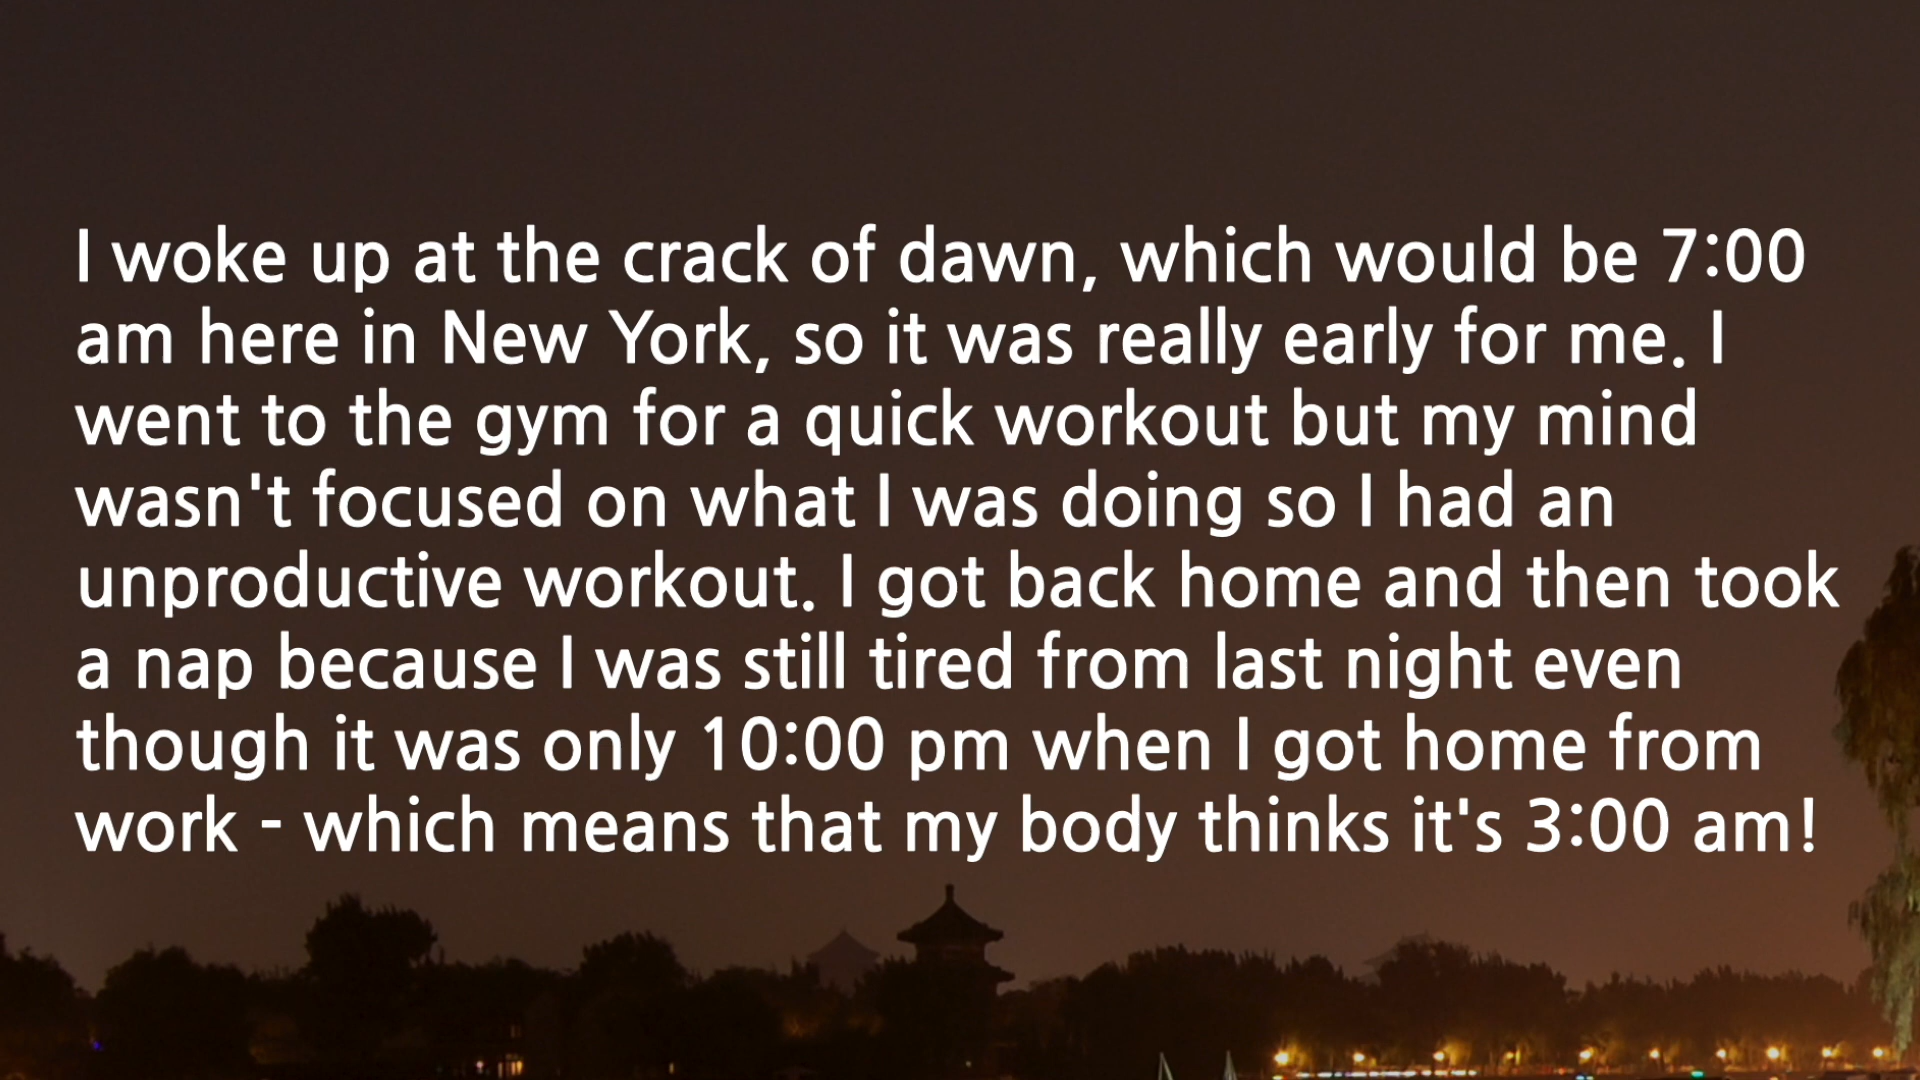 I woke up at the crack of dawn, which would be 7:00
am here in New York, so it was really early for me. I
went to the gym for a quick workout but my mind
wasn't focused on what I was doing so I had an
unproductive workout. I got back home and then took
a nap because I was still tired from last night even
though it was only 10:00 pm when I got home from
work - which means that my body thinks it's 3:00 am!